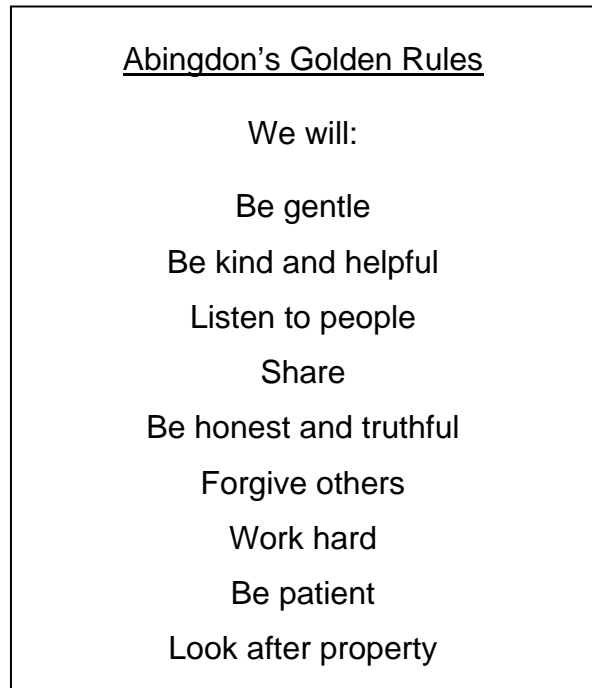 Abingdon’s Golden Rules
We will:
Be gentle
Be kind and helpful
Listen to people
Share
Be honest and truthful
Forgive others
Work hard
Be patient
Look after property